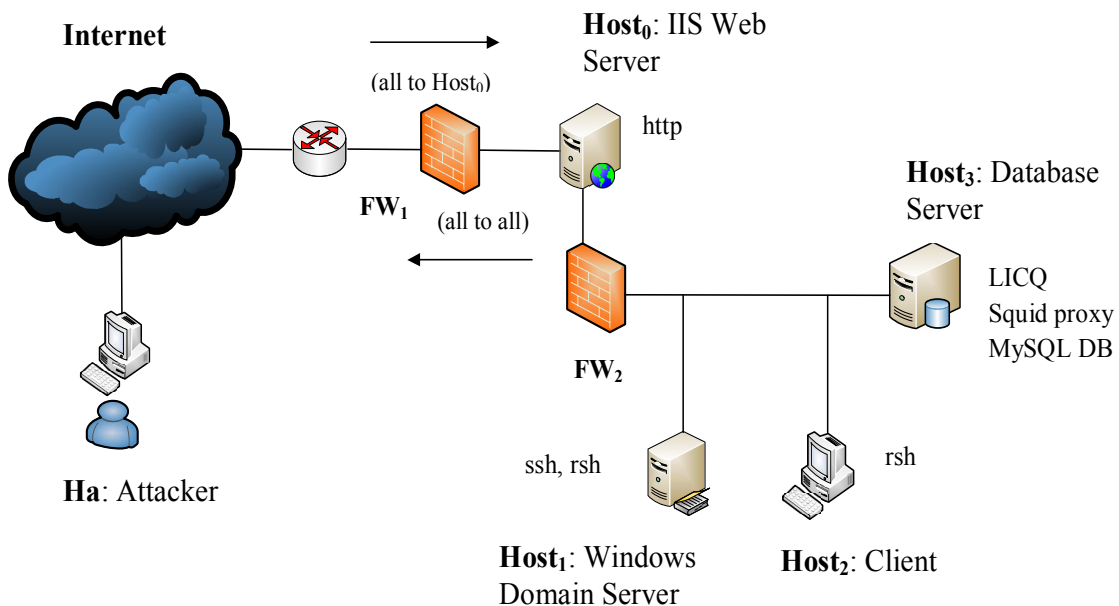 Internet
(all to Host₀)
FW₁
(all to all)
Host₀: IIS Web
Server
http
Host₃: Database
Server
LICQ
Squid proxy
MySQL DB
FW₂
Ha: Attacker
ssh, rsh
Host₁: Windows
Domain Server
rsh
Host₂: Client